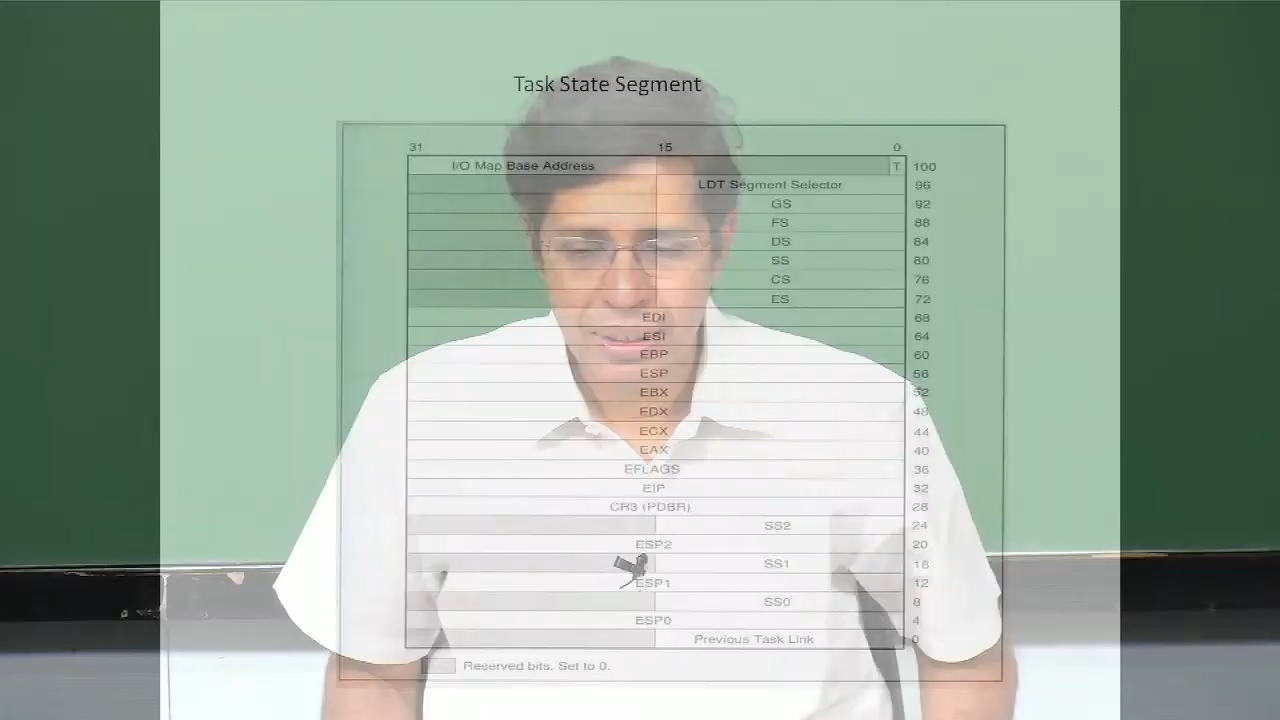 Task State Segment
31 15 0
I/O Map Base Address T 100
LDT Segment Selector 96
GS 92
FS 88
DS 84
SS 80
CS 76
ES 72
EDI 68
ESI 64
EBP 60
ESP 56
EBX 52
EDX 48
ECX 44
EAX 40
EFLAGS 36
EIP 32
CR3 (PDBR) 28
SS2 24
ESP2 20
SS1 16
ESP1 12
SS0 8
ESP0 4
Previous Task Link 0
Reserved bits. Set to 0.